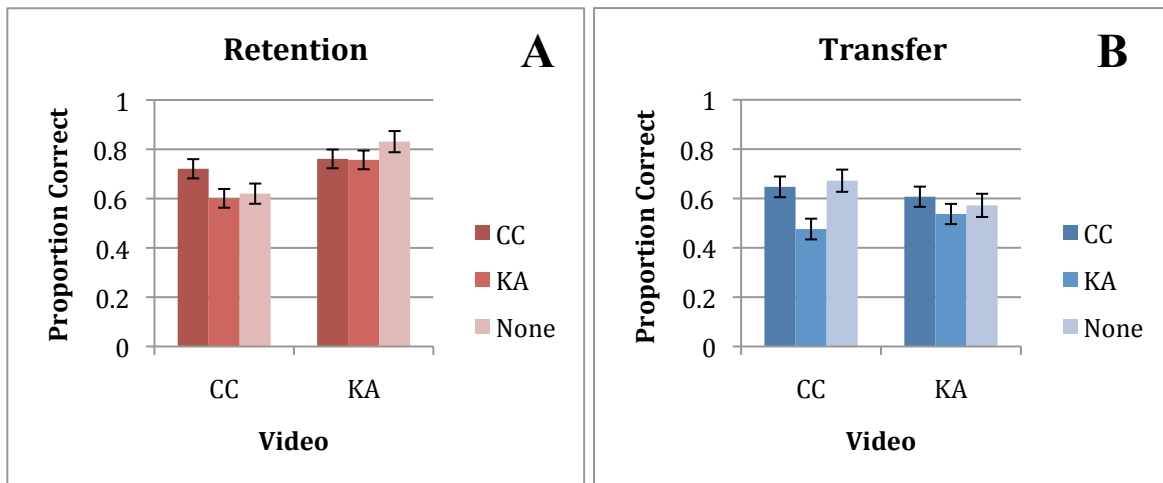 Retention
A
Proportion Correct
1
0.8
0.6
0.4
0.2
0
CC
KA
Video
CC
KA
None
Transfer
B
Proportion Correct
1
0.8
0.6
0.4
0.2
0
CC
KA
Video
CC
KA
None